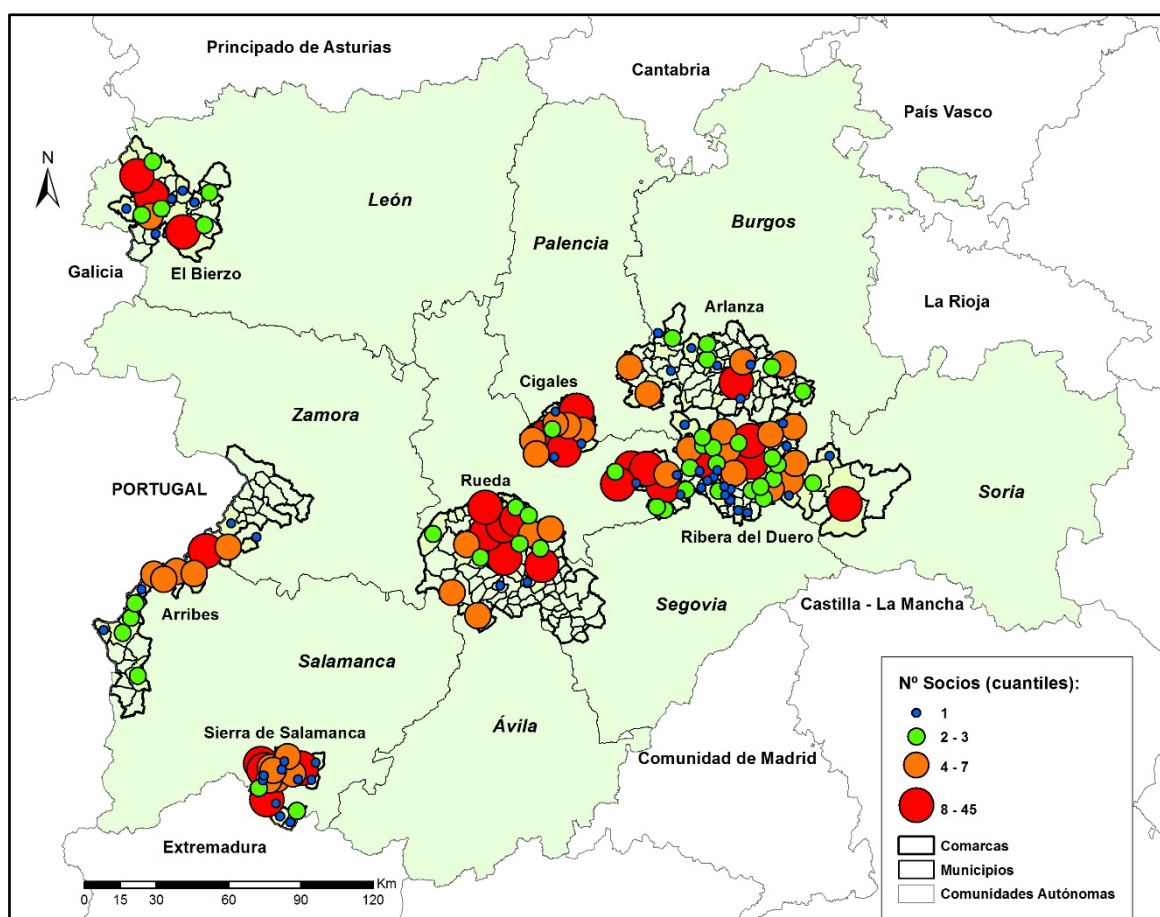 Principado de Asturias
Cantabria
País Vasco
N
León
Palencia
Burgos
Galicia
El Bierzo
La Rioja
Arlanza
Cigales
Zamora
PORTUGAL
Rueda
Soria
Ribera del Duero
Arribes
Segovia
Castilla - La Mancha
Salamanca
Ávila
Sierra de Salamanca
Comunidad de Madrid
Extremadura
Nº Socios (cuantiles):
1
2 - 3
4 - 7
8 - 45
Comarcas
Municipios
Comunidades Autónomas
Km
0 15 30 60 90 120